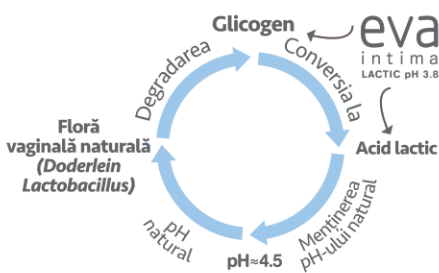 Glicogen
eva
intima
LACTIC pH 3.8
Degradarea
Conversia la
Floră
vaginală naturală
(Doderlein
Lactobacillus)
Acid lactic
pH
natural
pH≈4.5
Mentinerea
pH-ului natural